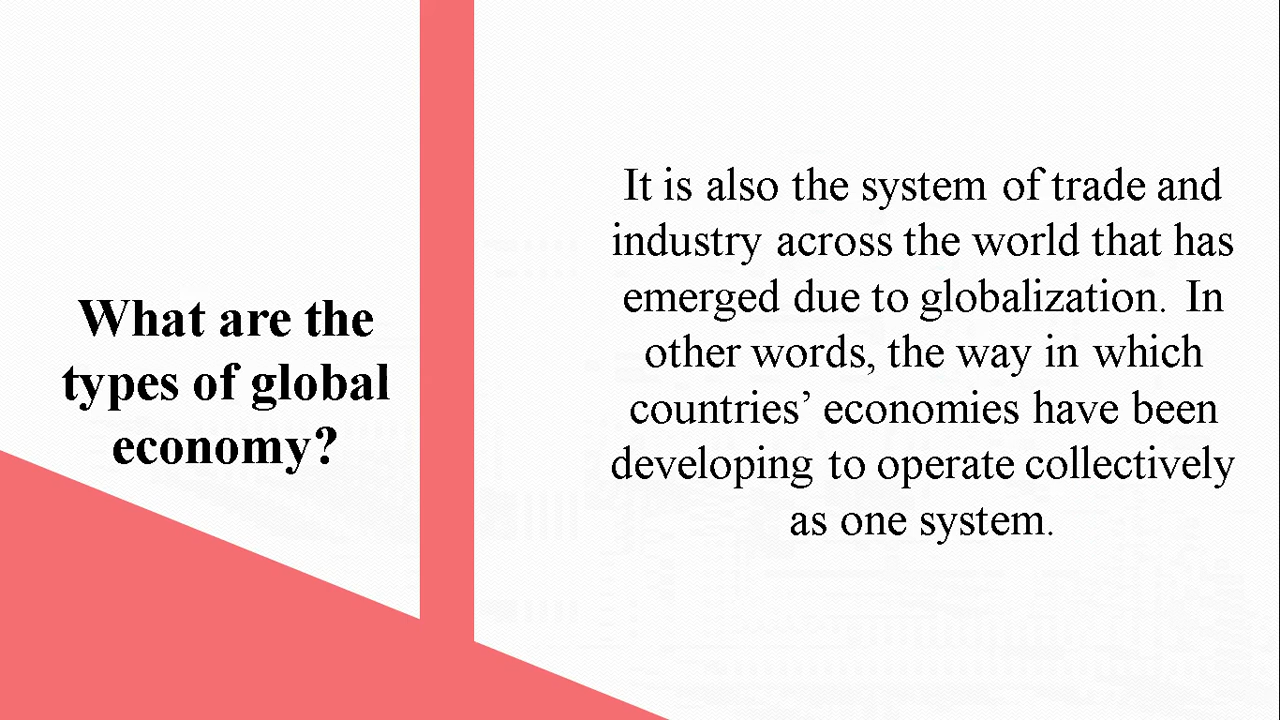 What are the
types of global
economy?
It is also the system of trade and
industry across the world that has
emerged due to globalization. In
other words, the way in which
countries’ economies have been
developing to operate collectively
as one system.